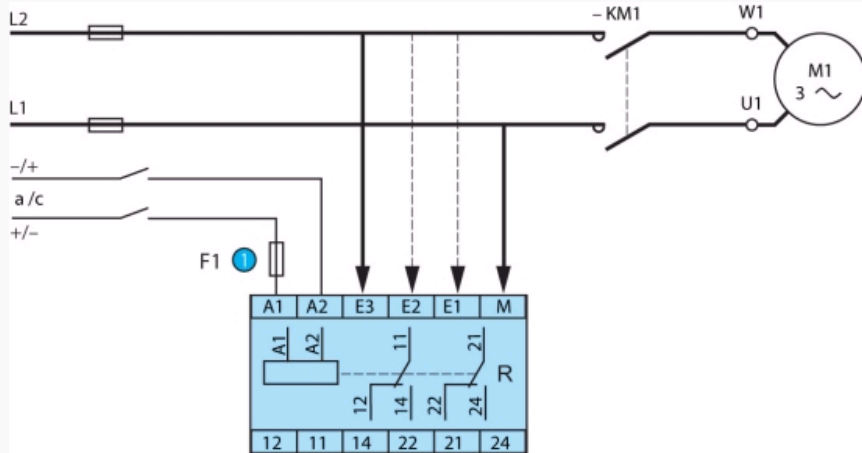 L2
– KM1
W1
M1
3 ~
L1
U1
–/+
a /c
+/–
F1 1
A1 A2 E3 E2 E1 M
A1 A2 11 21
R
12 14 22 24
12 11 14 22 21 24